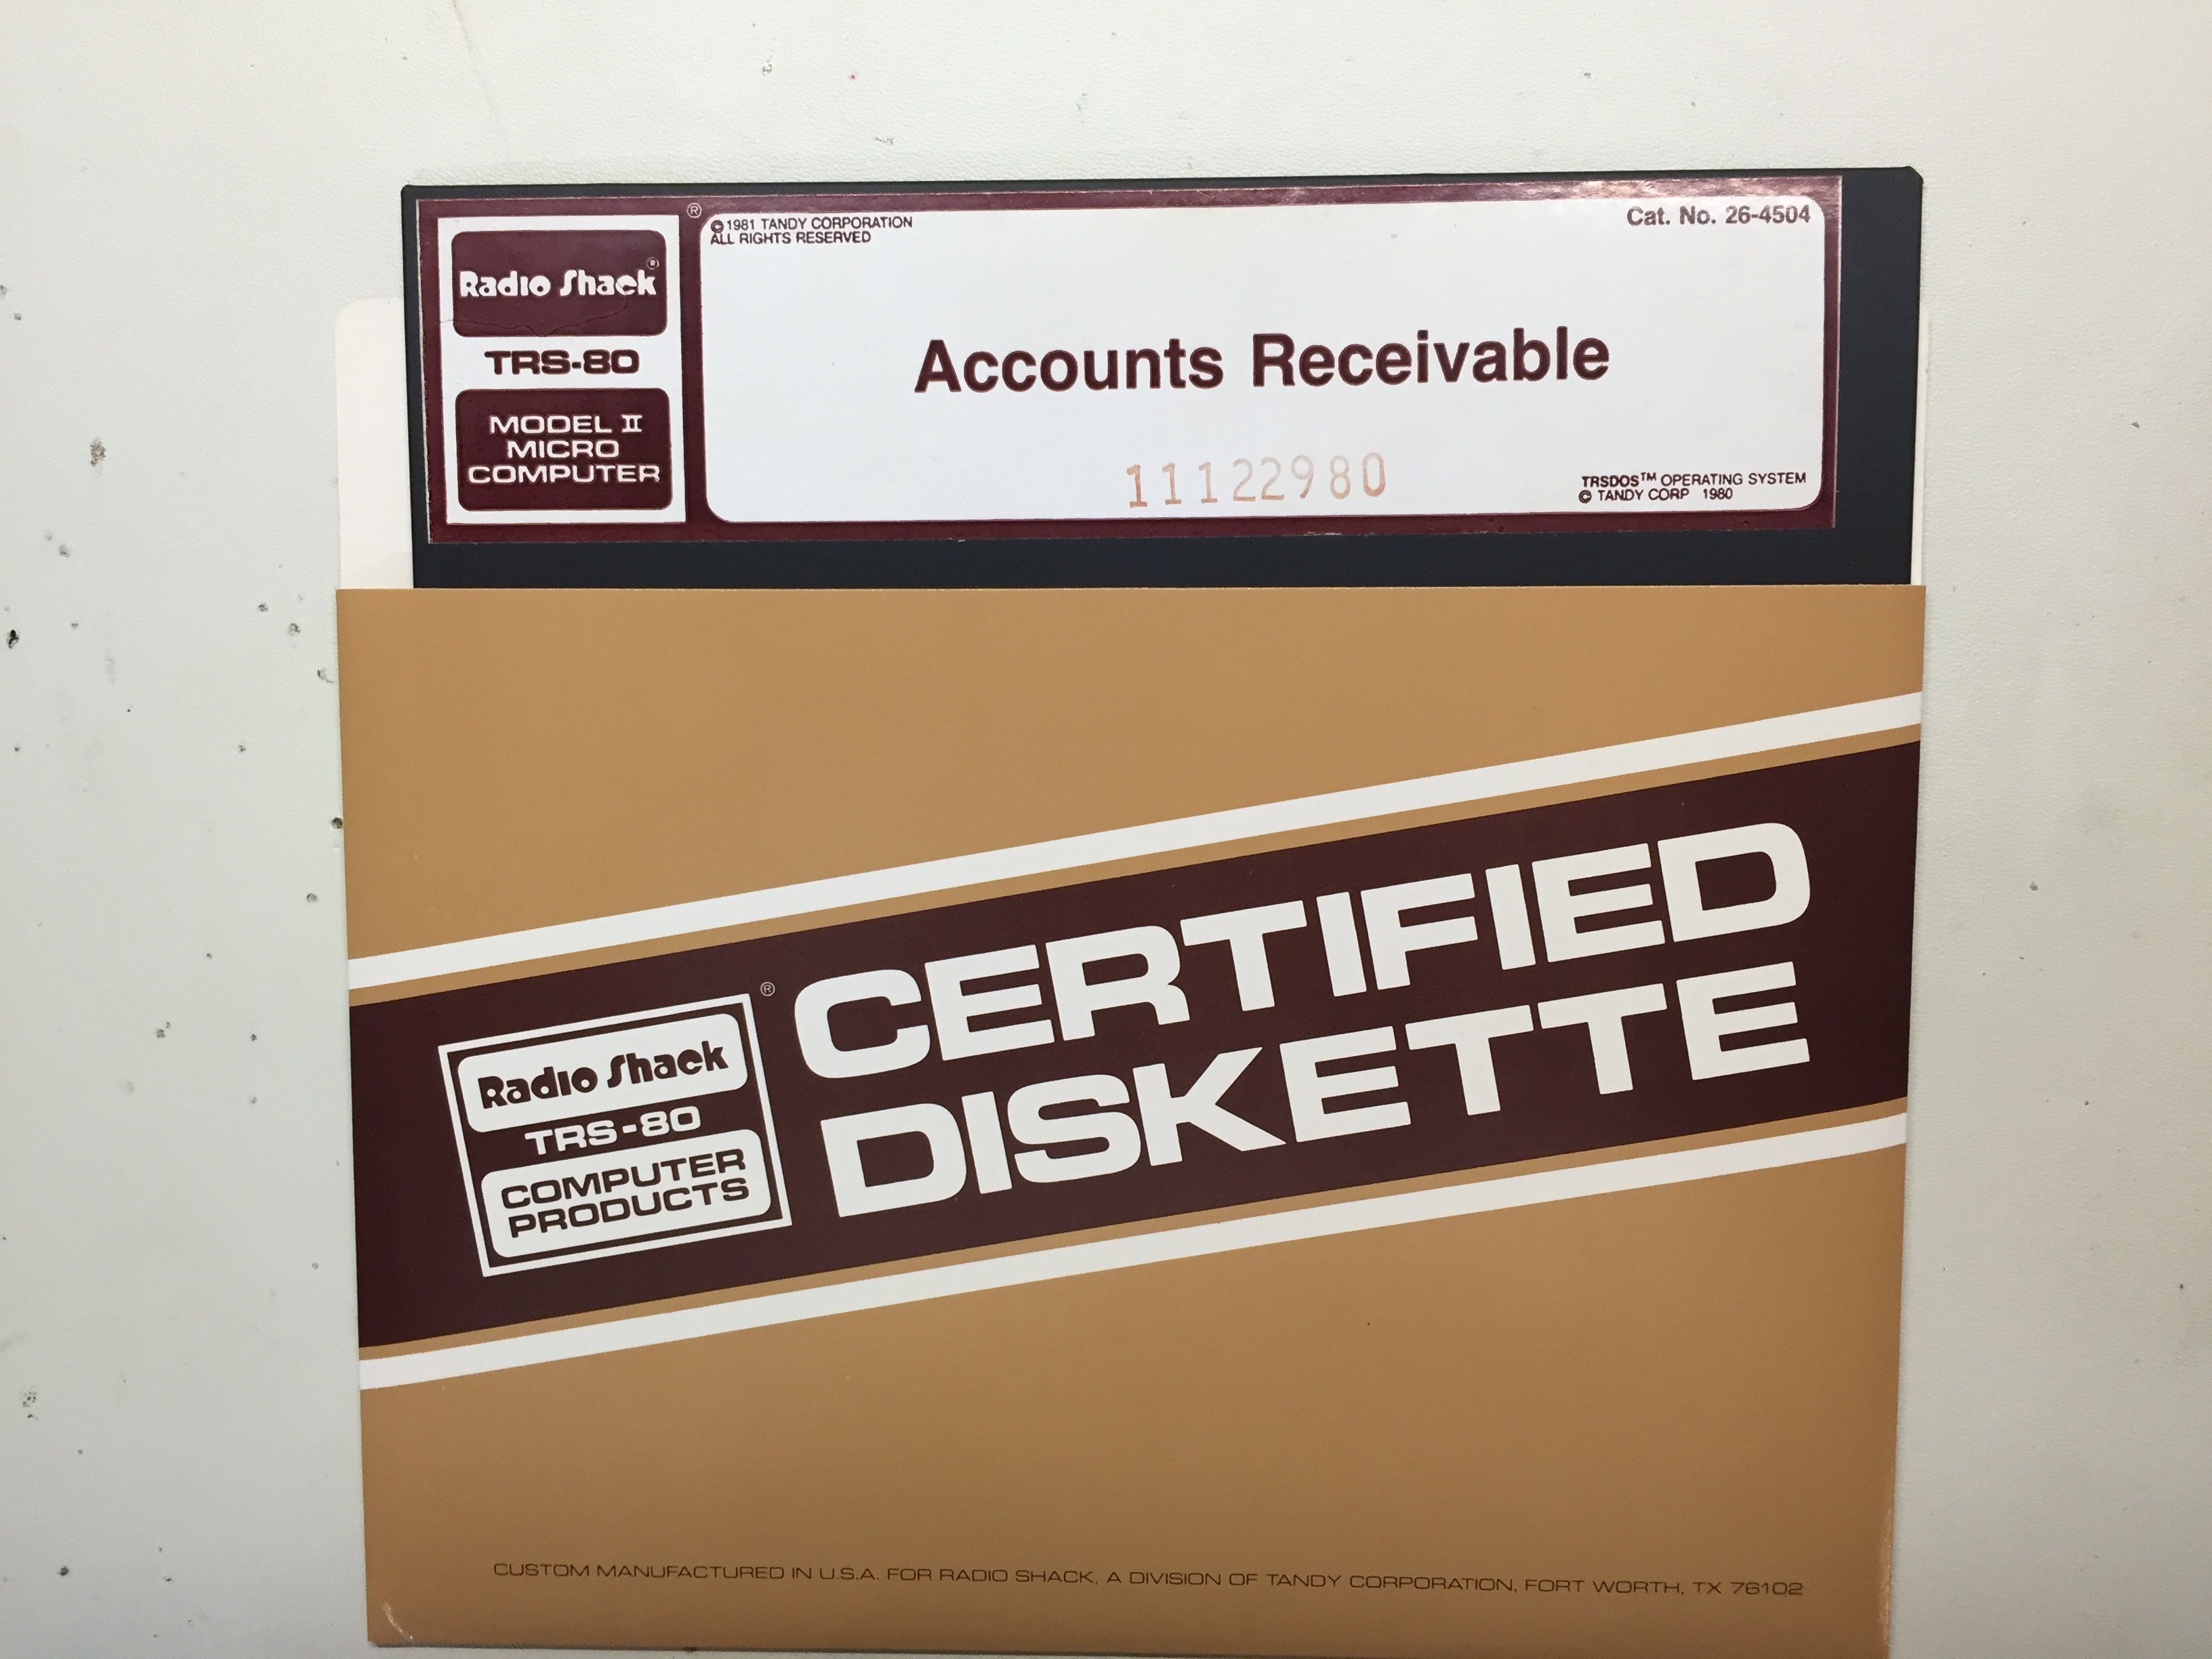 Radio Shack®
TRS-80
MODEL II
MICRO
COMPUTER
®
©1981 TANDY CORPORATION
ALL RIGHTS RESERVED
Cat. No. 26-4504
Accounts Receivable
11122980
TRSDOS™ OPERATING SYSTEM
© TANDY CORP 1980
Radio Shack
TRS-80
COMPUTER
PRODUCTS
®
CERTIFIED
DISKETTE
CUSTOM MANUFACTURED IN U.S.A. FOR RADIO SHACK, A DIVISION OF TANDY CORPORATION, FORT WORTH, TX 76102